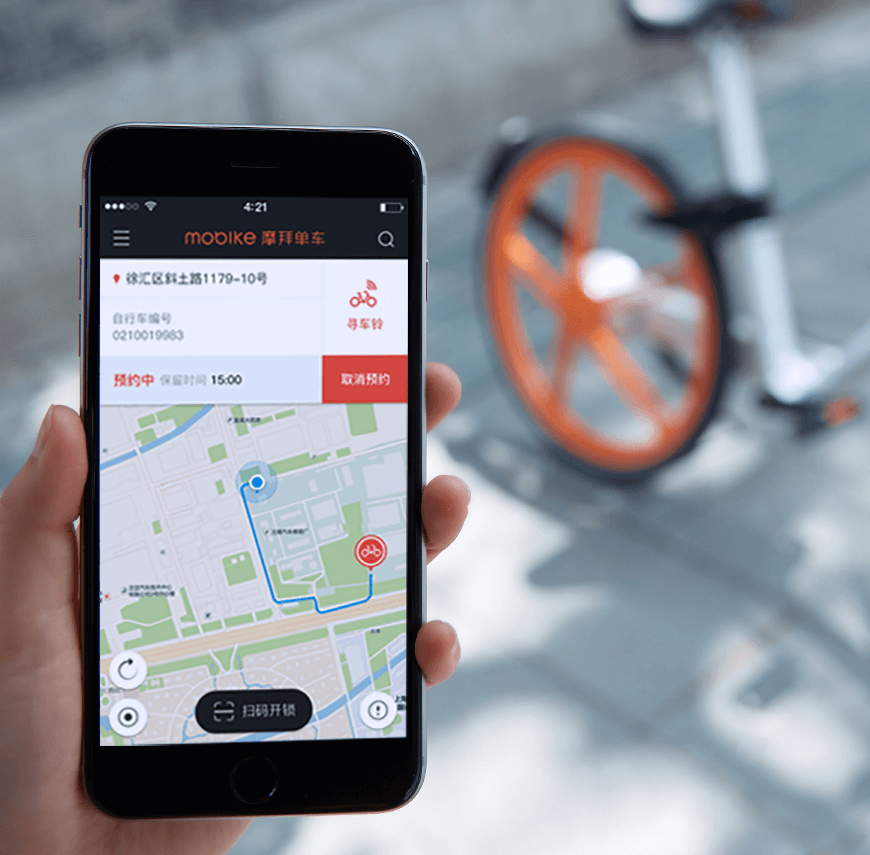 4:21
mobike 摩拜单车
徐汇区斜土路1179-10号
寻车铃
自行车编号
0210019983
预约中 保留时间 15:00
取消预约
扫码开锁